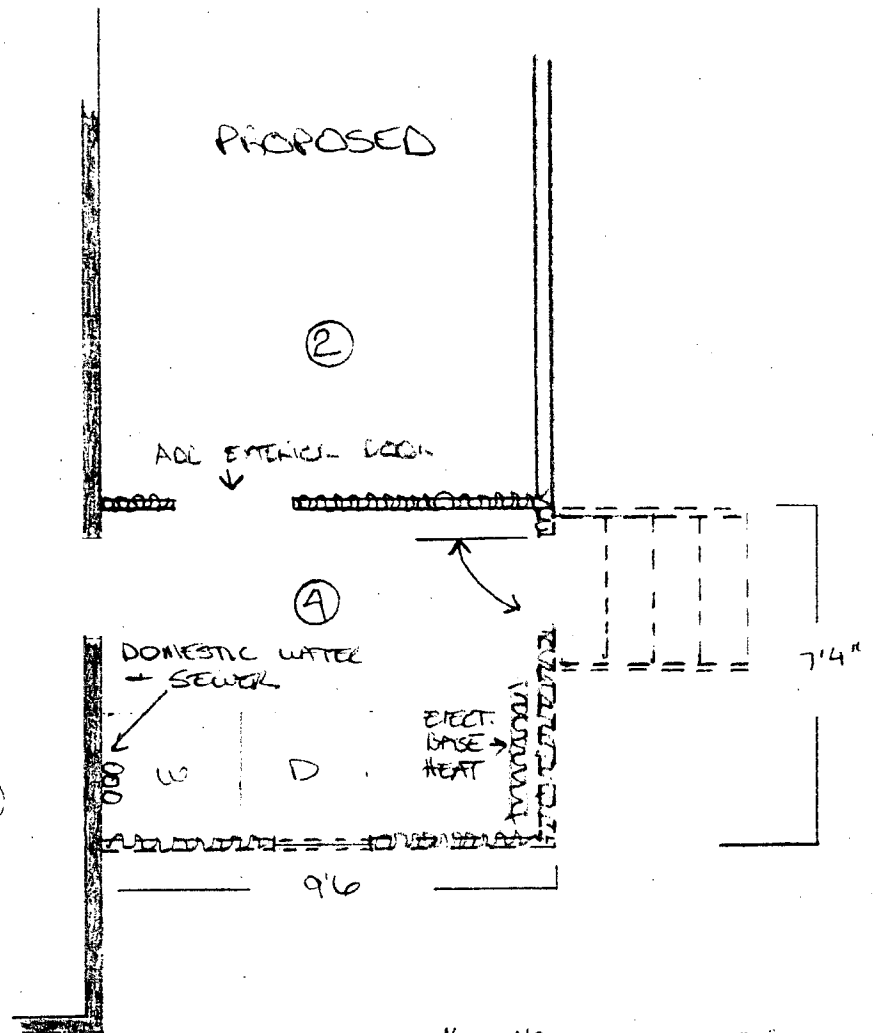 PROPOSED
2
ADD EXTERIOR DOOR
4
DOMESTIC WATER
+ SEWER
7'4"
ELECT.
BASE
HEAT
W D
9'6